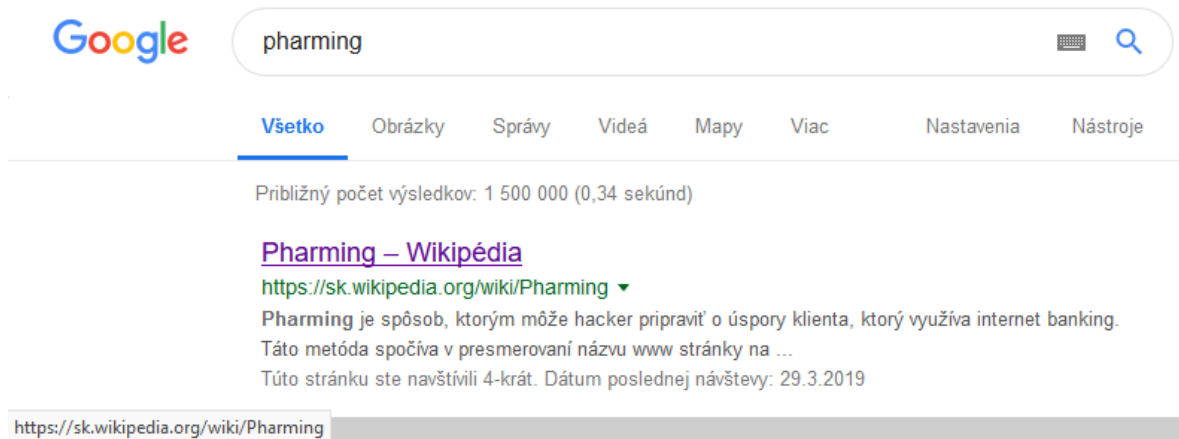 Google pharming
Všetko Obrázky Správy Videá Mapy Viac Nastavenia Nástroje
Približný počet výsledkov: 1 500 000 (0,34 sekúnd)
Pharming – Wikipédia
https://sk.wikipedia.org/wiki/Pharming
Pharming je spôsob, ktorým môže hacker pripraviť o úspory klienta, ktorý využíva internet banking.
Táto metóda spočíva v presmerovaní názvu www stránky na ...
Túto stránku ste navštívili 4-krát. Dátum poslednej návštevy: 29.3.2019
https://sk.wikipedia.org/wiki/Pharming